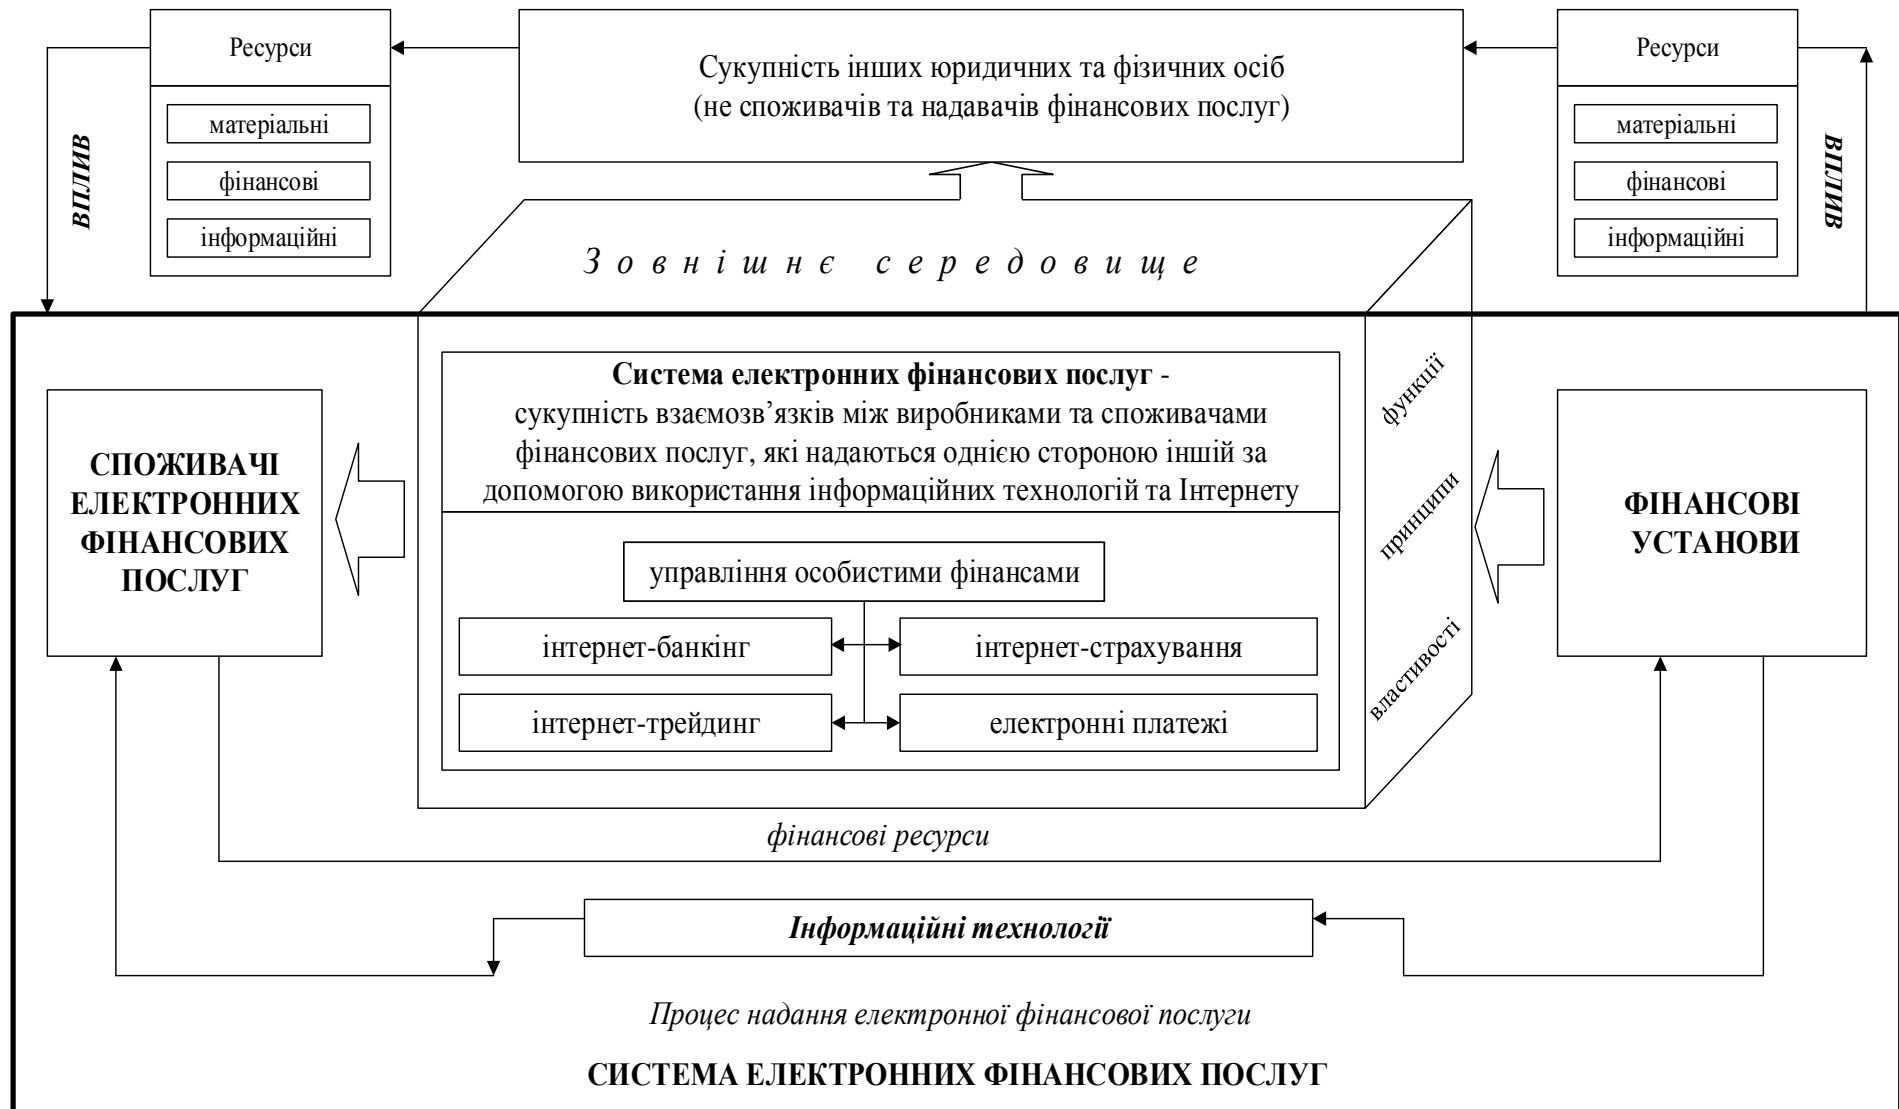 Ресурси
матеріальні
фінансові
інформаційні
ВПЛИВ
Сукупність інших юридичних та фізичних осіб
(не споживачів та надавачів фінансових послуг)
Ресурси
матеріальні
фінансові
інформаційні
ВПЛИВ
Зовнішнє середовище
Система електронних фінансових послуг -
сукупність взаємозв’язків між виробниками та споживачами
фінансових послуг, які надаються однією стороною іншій за
допомогою використання інформаційних технологій та Інтернету
управління особистими фінансами
інтернет-банкінг
інтернет-страхування
інтернет-трейдинг
електронні платежі
функції
принципи
властивості
СПОЖИВАЧІ
ЕЛЕКТРОННИХ
ФІНАНСОВИХ
ПОСЛУГ
ФІНАНСОВІ
УСТАНОВИ
фінансові ресурси
Інформаційні технології
Процес надання електронної фінансової послуги
СИСТЕМА ЕЛЕКТРОННИХ ФІНАНСОВИХ ПОСЛУГ